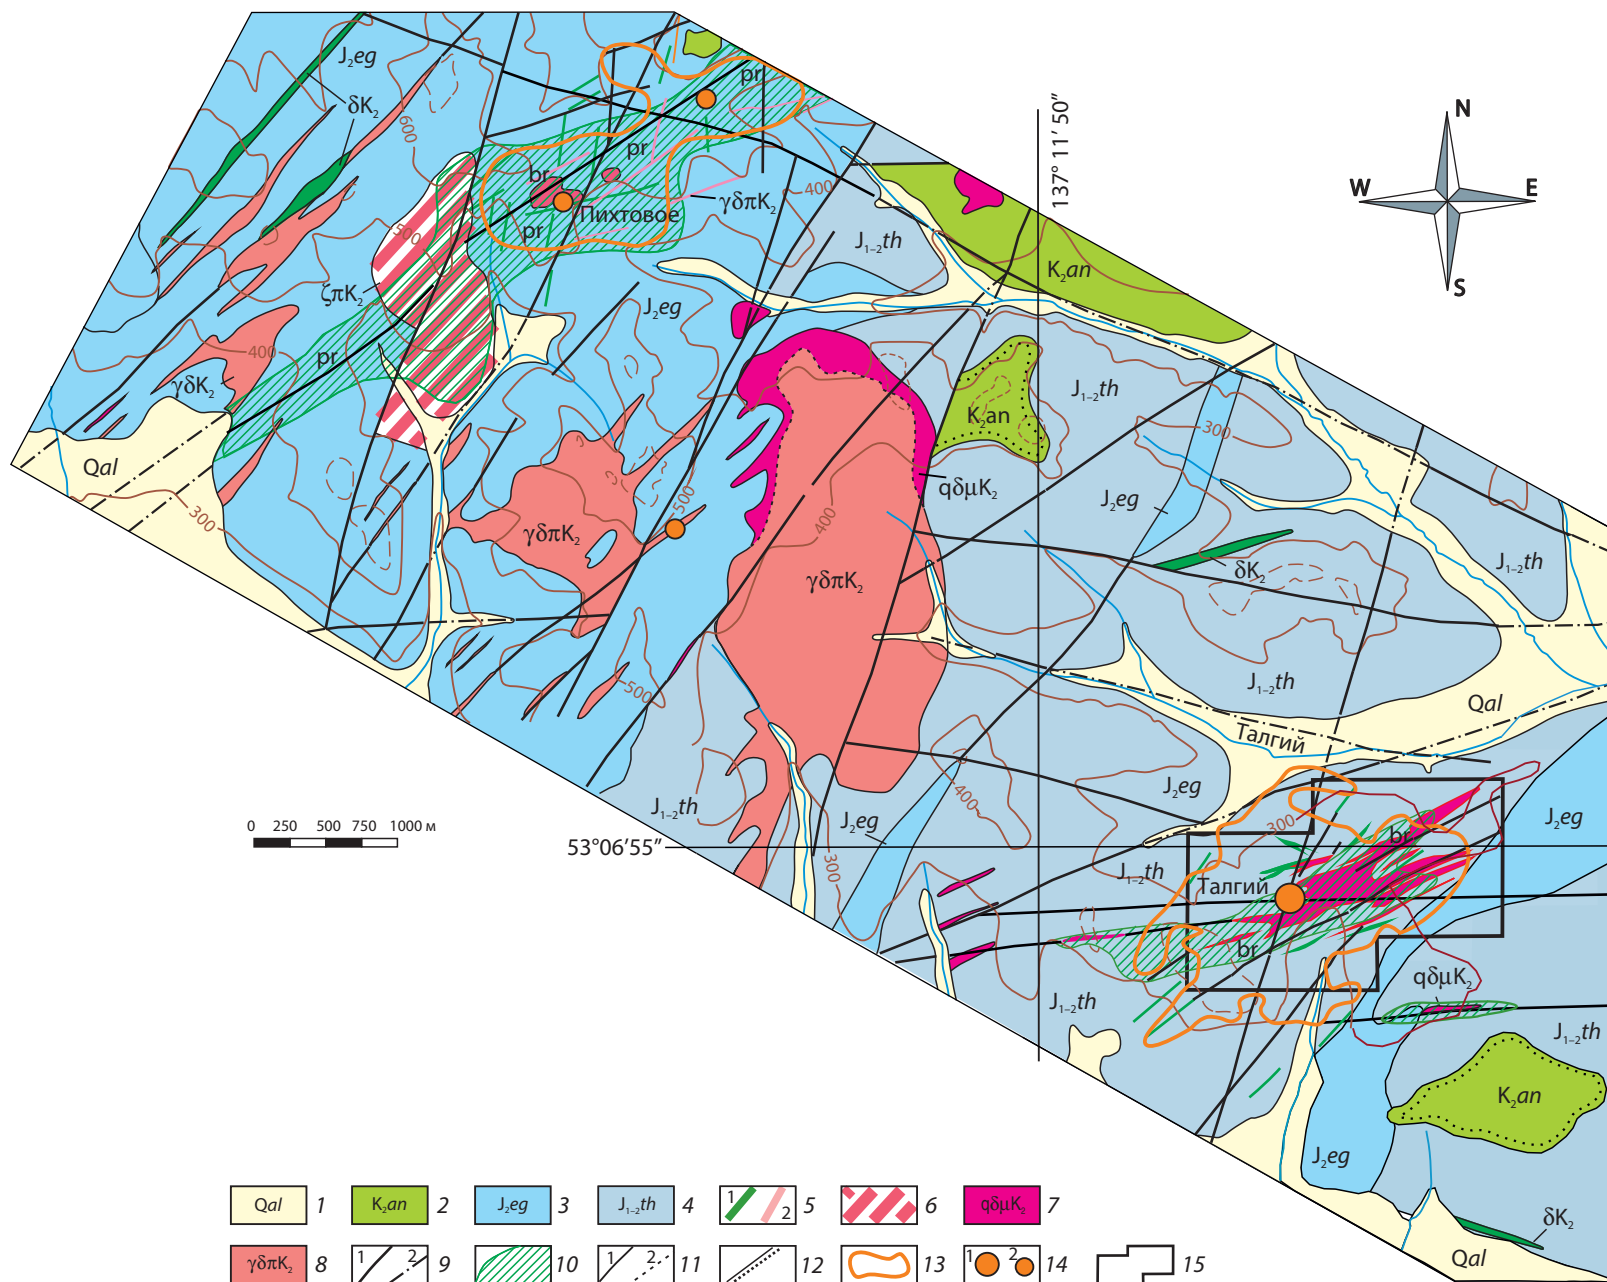 J₂eg
δK₂
600
pr
pr
br
pr
Пихтовое
400
γδπK₂
137° 11′ 50″
N
W
E
S
J₁₋₂th
K₂an
500
ζπK₂
J₂eg
400
pr
γδK₂
K₂an
J₁₋₂th
300
Qal
300
qδμK₂
J₂eg
500
400
γδπK₂
γδπK₂
δK₂
J₁₋₂th
500
J₁₋₂th
Qal
Талгий
J₁₋₂th
J₂eg
400
J₂eg
J₂eg
300
br
0 250 500 750 1000 м
53°06′55″
300
J₁₋₂th
Талгий
br
J₁₋₂th
qδμK₂
J₁₋₂th
K₂an
J₂eg
δK₂
Qal
Qal 1 K₂an 2 J₂eg 3 J₁₋₂th 4 1 2 5 6 qδμK₂ 7
γδπK₂ 8 1 2 9 10 1 2 11 12 13 1 2 14 15